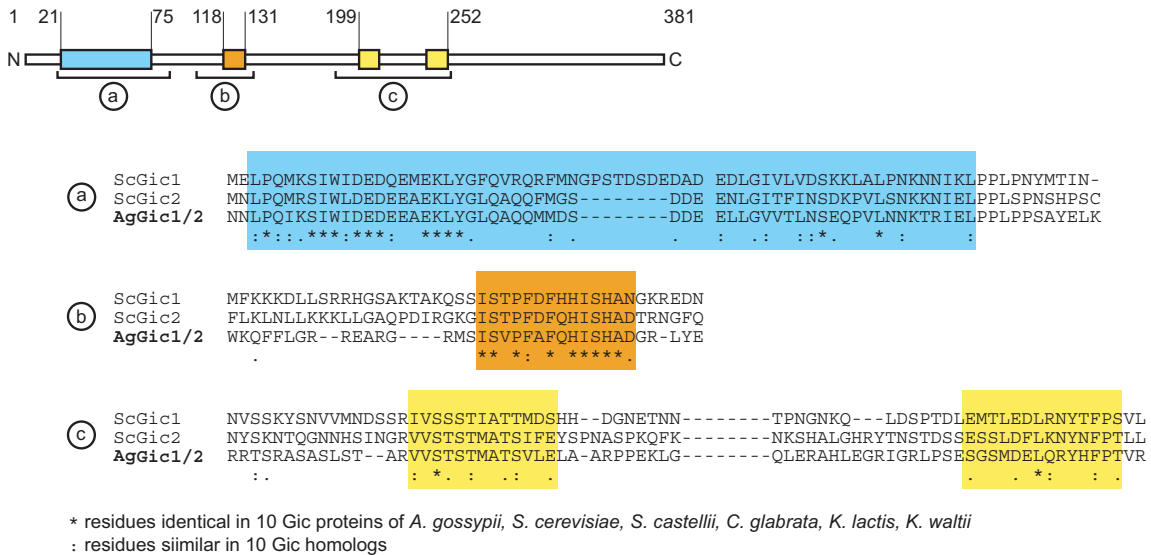 1 21 75 118 131 199 252 381
N C
a b c
a
ScGic1 MELPQMKSIWIDEDQEMEKLYGFQVRQRFMNGPSTDSDEDAD EDLGIVLVDSKKLALPNKNNIKLPPLPNYMTIN-
ScGic2 MNLPQMRSIWLDEDEEAEKLYGLQAQQFMGS--------DDE EENLGITFINSDKPVLSNKKNIELPPLSPNSHPSC
AgGic1/2 NNLPQIKSIWIDEDEEAEKLYGLQAQQMMDS--------DDE ELLGVVTLNSEQPVLNNKTRIELPPLPPSAYELK
:*:.***:***:****. : . . : .: ::*. * : :
b
ScGic1 MFKKKDLLSRRHGSAKTAKQSSISTPFDFHHISHANGKREDN
ScGic2 FLKLNLLKKKLLGAQPDIRGKGISTPFDFQHISHADTRNGFQ
AgGic1/2 WKQFFLGR--REARG----RMSISVPFAFQHISHADGR-LYE
. ** *: * *****.
c
ScGic1 NVSSKYSNVVMNDSSRIVSSSTIATTMDSHH--DGNETNN--------TPNGNKQ---LDSPTDLEMTLEDLRNYTFPSVL
ScGic2 NYSKNTQGNNHSINGRVVSTSTMATSIFEYSPNASPKQFK--------NKSHALGHRYTNSTDSSESSLDFLKNYNFPTLL
AgGic1/2 RRTSRASASLST--ARVVSTSTMATSVLELA-ARPPEKLG--------QLERAHLEGRIGRLPSESGSMDELQRYHFPTVR
:. : *. : .: : . . .*: : .
* residues identical in 10 Gic proteins of A. gossypii, S. cerevisiae, S. castellii, C. glabrata, K. lactis, K. waltii
: residues siimilar in 10 Gic homologs